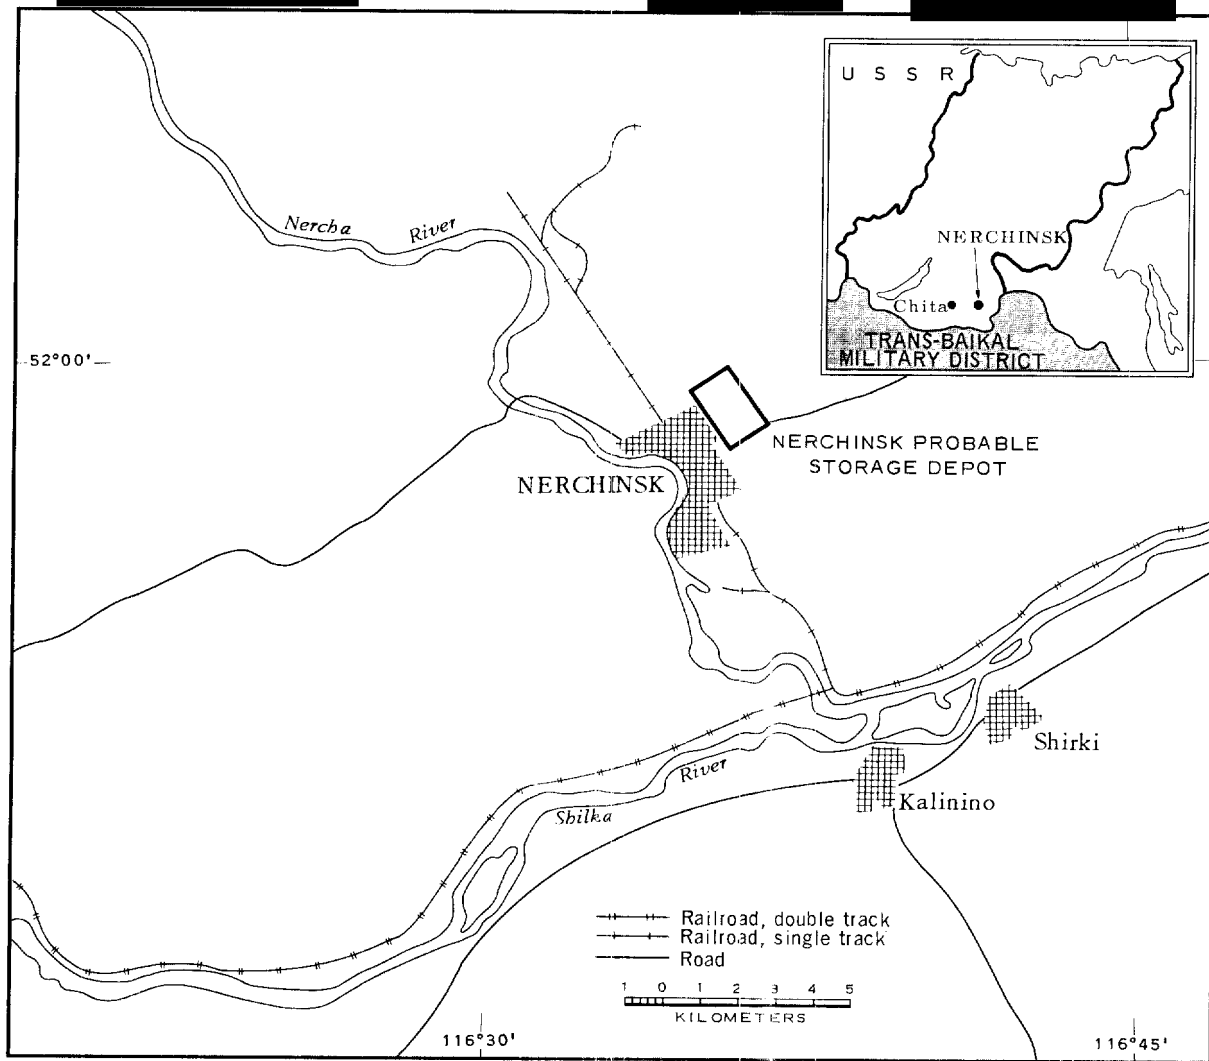 USSR
NERCHINSK
Chita
TRANS-BAIKAL
MILITARY DISTRICT
Nercha River
52°00'
NERCHINSK PROBABLE
STORAGE DEPOT
NERCHINSK
Shirki
Kalinino
Shilka River
Railroad, double track
Railroad, single track
Road
1 0 1 2 3 4 5
KILOMETERS
116°30'
116°45'